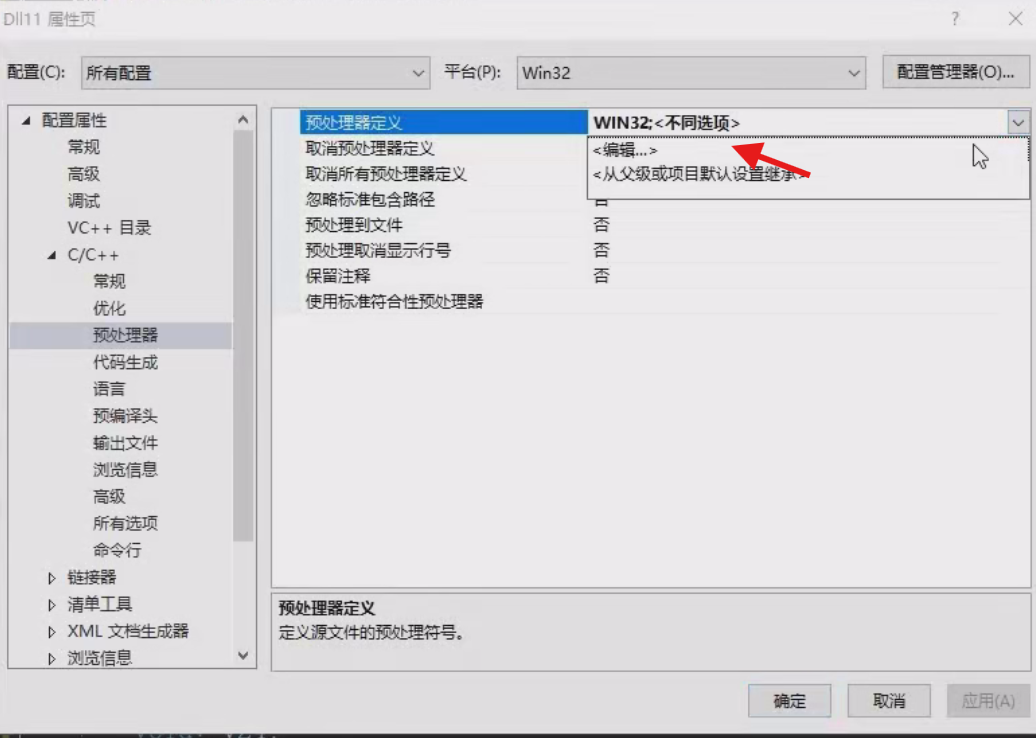 Dll11 属性页
?
配置(C):
所有配置
平台(P):
Win32
配置管理器(O)...
配置属性
常规
高级
调试
VC++ 目录
C/C++
常规
优化
预处理器
代码生成
语言
预编译头
输出文件
浏览信息
高级
所有选项
命令行
链接器
清单工具
XML 文档生成器
浏览信息
预处理器定义 WIN32;<不同选项>
取消预处理器定义 <编辑...>
取消所有预处理器定义 <从父级或项目默认设置继承>
忽略标准包含路径 否
预处理到文件 否
预处理取消显示行号 否
保留注释 否
使用标准符合性预处理器
预处理器定义
定义源文件的预处理符号。
确定
取消
应用(A)